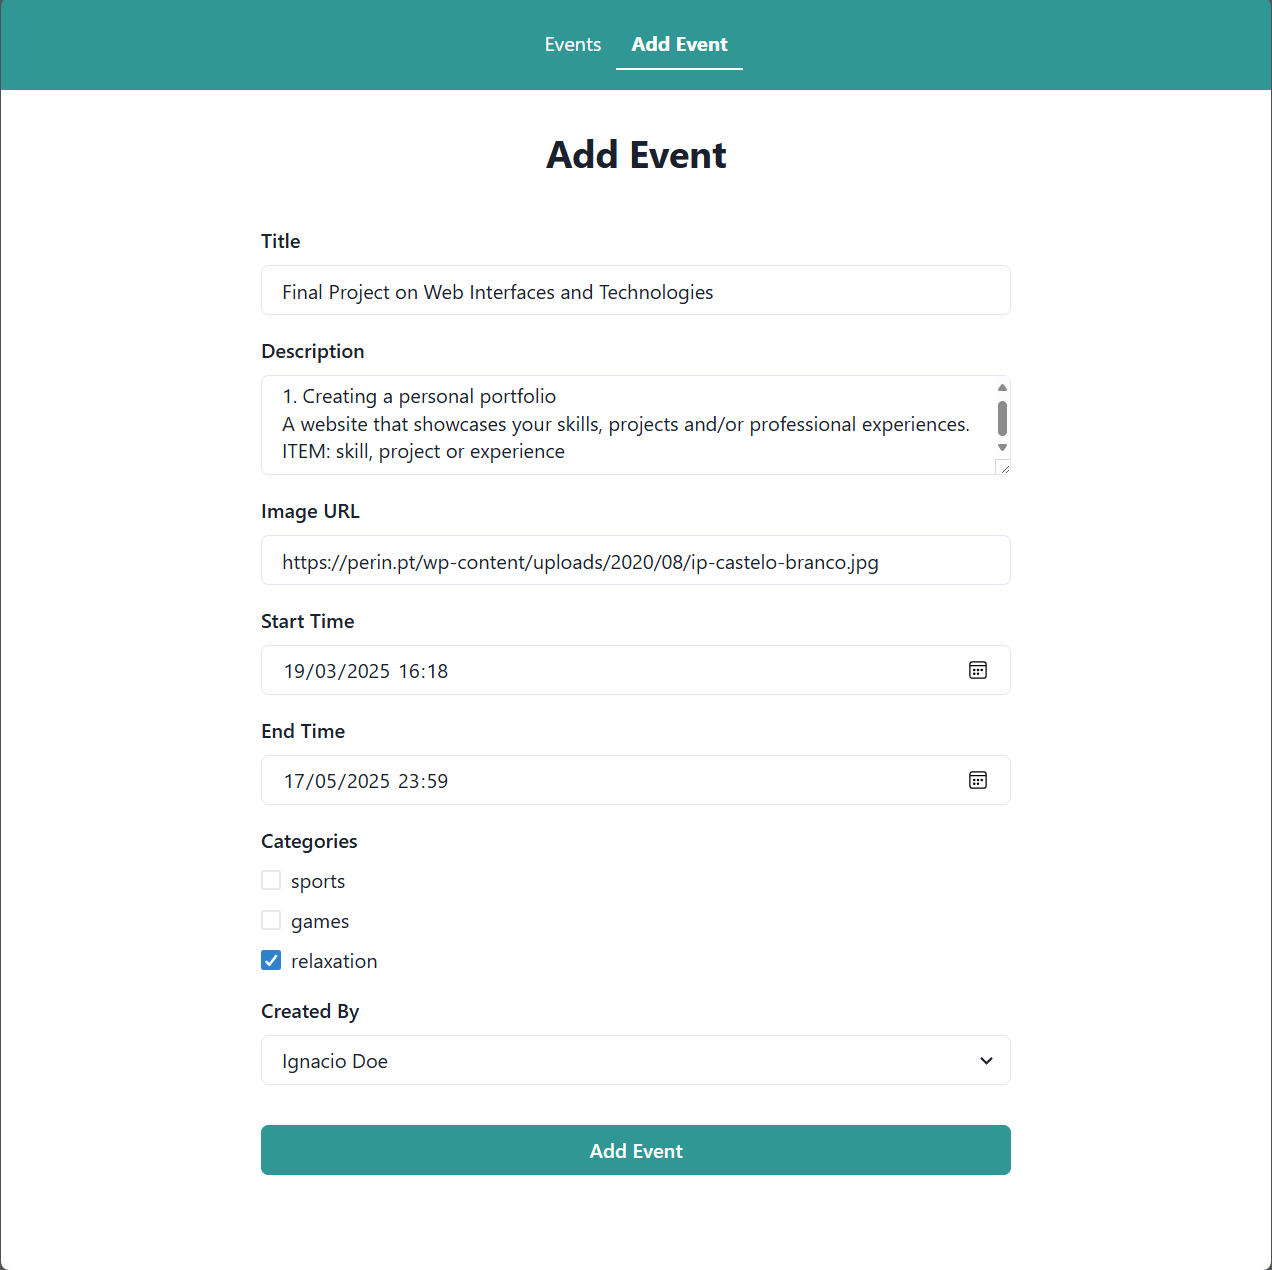 Events Add Event
Add Event
Title
Final Project on Web Interfaces and Technologies
Description
1. Creating a personal portfolio
A website that showcases your skills, projects and/or professional experiences.
ITEM: skill, project or experience
Image URL
https://perin.pt/wp-content/uploads/2020/08/ip-castelo-branco.jpg
Start Time
19/03/2025 16:18
End Time
17/05/2025 23:59
Categories
sports
games
relaxation
Created By
Ignacio Doe
Add Event